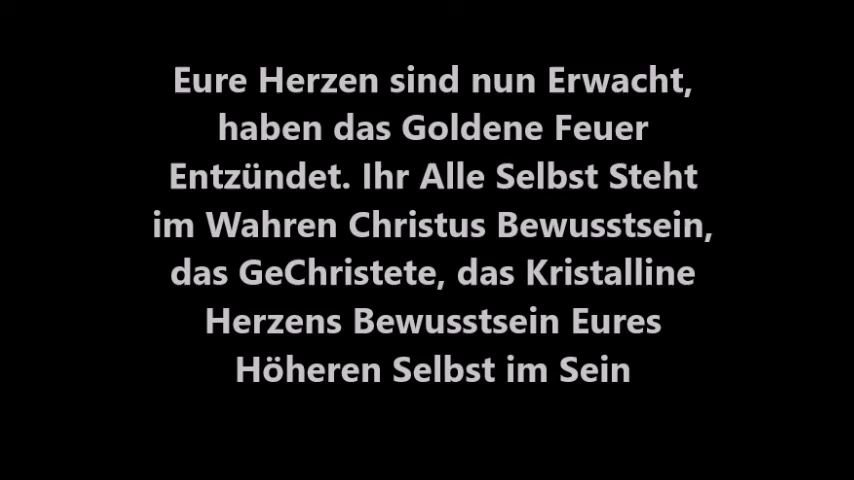 Eure Herzen sind nun Erwacht,
haben das Goldene Feuer
Entzündet. Ihr Alle Selbst Steht
im Wahren Christus Bewusstsein,
das GeChristete, das Kristalline
Herzens Bewusstsein Eures
Höheren Selbst im Sein